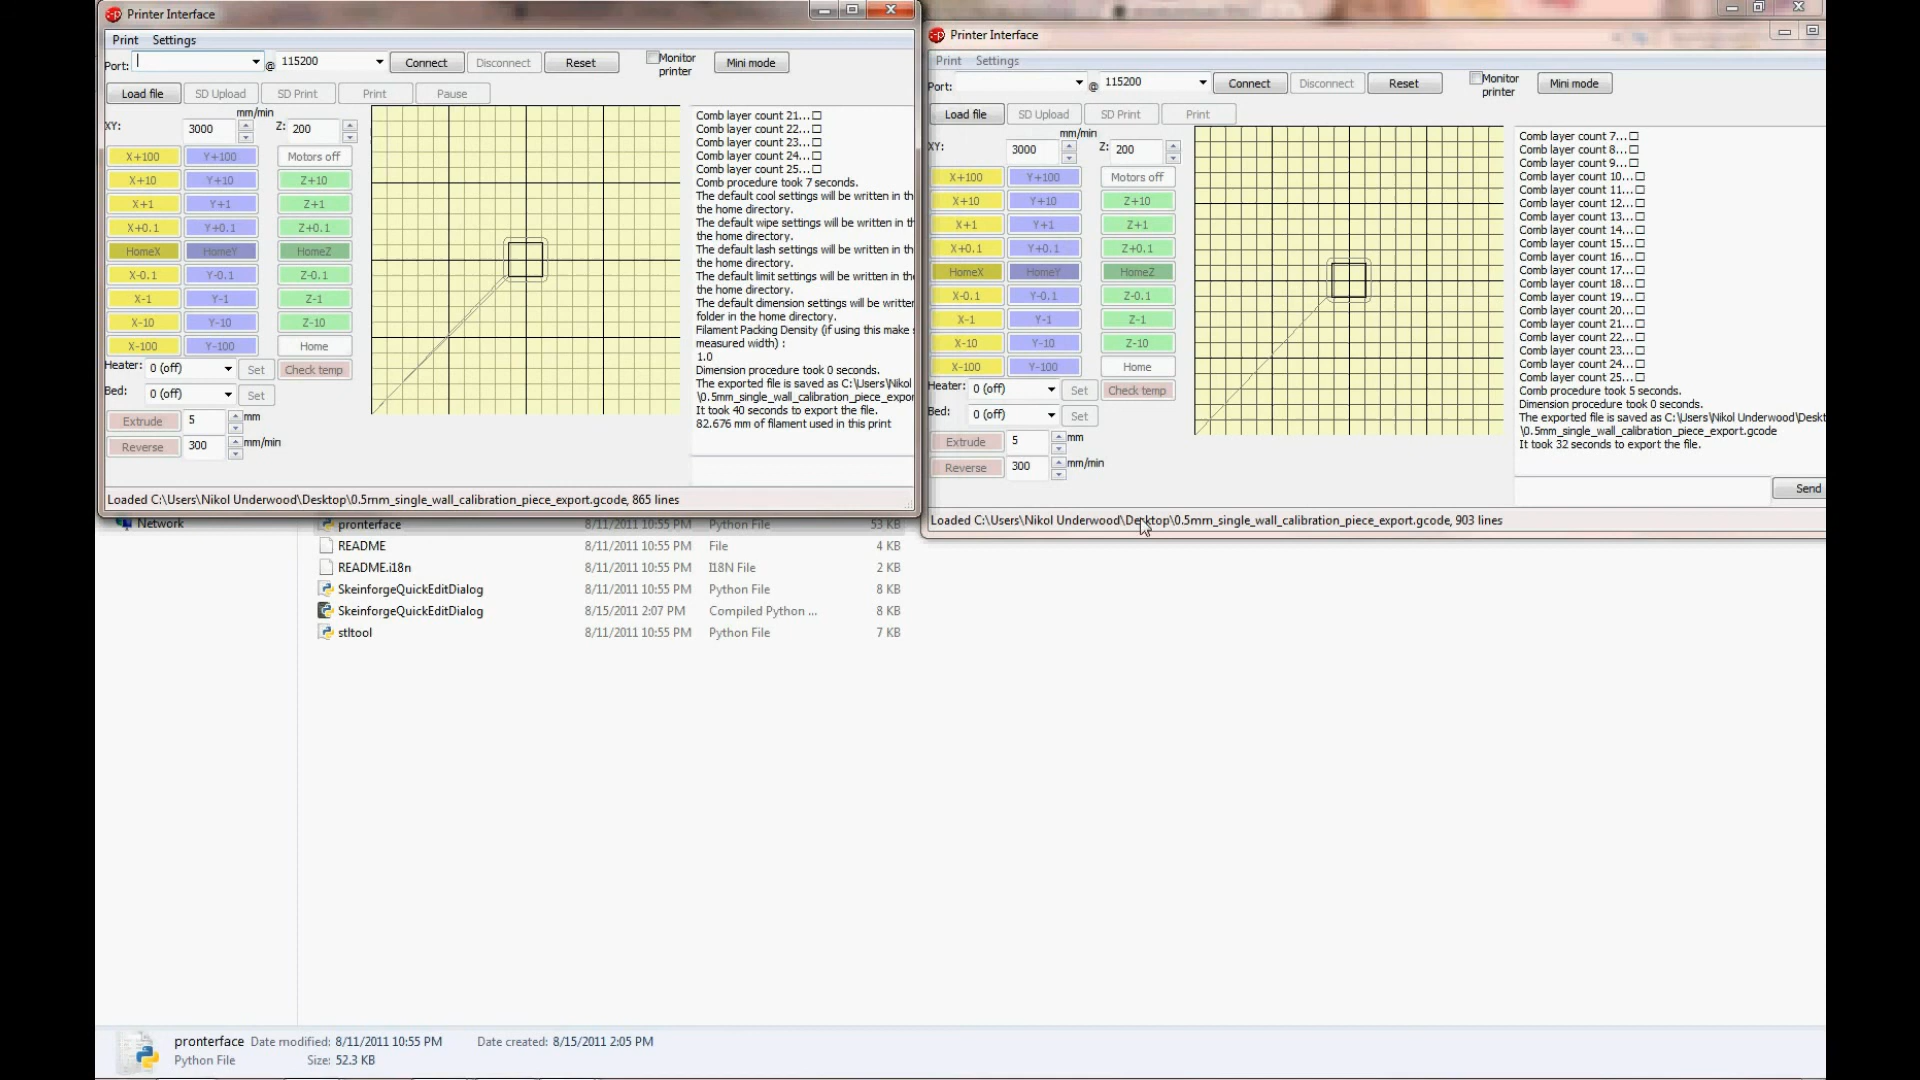 Printer Interface
Print Settings
Port: @ 115200 Connect Disconnect Reset Monitor printer Mini mode
Load file SD Upload SD Print Print Pause
mm/min
XY: 3000 Z: 200
X+100 Y+100 Motors off
X+10 Y+10 Z+10
X+1 Y+1 Z+1
X+0.1 Y+0.1 Z+0.1
HomeX HomeY HomeZ
X-0.1 Y-0.1 Z-0.1
X-1 Y-1 Z-1
X-10 Y-10 Z-10
X-100 Y-100 Home
Heater: 0 (off) Set Check temp
Bed: 0 (off) Set
Extrude 5 mm
Reverse 300 mm/min
Comb layer count 21...
Comb layer count 22...
Comb layer count 23...
Comb layer count 24...
Comb layer count 25...
Comb procedure took 7 seconds.
The default cool settings will be written in th
the home directory.
The default wipe settings will be written in th
the home directory.
The default lash settings will be written in the
the home directory.
The default limit settings will be written in the
the home directory.
The default dimension settings will be writter
folder in the home directory.
Filament Packing Density (if using this make s
measured width) :
1.0
Dimension procedure took 0 seconds.
The exported file is saved as C:\Users\Nikol
\0.5mm_single_wall_calibration_piece_expor
It took 40 seconds to export the file.
82.676 mm of filament used in this print
Loaded C:\Users\Nikol Underwood\Desktop\0.5mm_single_wall_calibration_piece_export.gcode, 865 lines
Printer Interface
Print Settings
Port: @ 115200 Connect Disconnect Reset Monitor printer Mini mode
Load file SD Upload SD Print Print
mm/min
XY: 3000 Z: 200
X+100 Y+100 Motors off
X+10 Y+10 Z+10
X+1 Y+1 Z+1
X+0.1 Y+0.1 Z+0.1
HomeX HomeY HomeZ
X-0.1 Y-0.1 Z-0.1
X-1 Y-1 Z-1
X-10 Y-10 Z-10
X-100 Y-100 Home
Heater: 0 (off) Set Check temp
Bed: 0 (off) Set
Extrude 5 mm
Reverse 300 mm/min
Comb layer count 7...
Comb layer count 8...
Comb layer count 9...
Comb layer count 10...
Comb layer count 11...
Comb layer count 12...
Comb layer count 13...
Comb layer count 14...
Comb layer count 15...
Comb layer count 16...
Comb layer count 17...
Comb layer count 18...
Comb layer count 19...
Comb layer count 20...
Comb layer count 21...
Comb layer count 22...
Comb layer count 23...
Comb layer count 24...
Comb layer count 25...
Comb procedure took 5 seconds.
Dimension procedure took 0 seconds.
The exported file is saved as C:\Users\Nikol Underwood\Deskt
\0.5mm_single_wall_calibration_piece_export.gcode
It took 32 seconds to export the file.
Send
Loaded C:\Users\Nikol Underwood\Desktop\0.5mm_single_wall_calibration_piece_export.gcode, 903 lines
Network
pronterface 8/11/2011 10:55 PM Python File 53 KB
README 8/11/2011 10:55 PM File 4 KB
README.i18n 8/11/2011 10:55 PM I18N File 2 KB
SkeinforgeQuickEditDialog 8/11/2011 10:55 PM Python File 8 KB
SkeinforgeQuickEditDialog 8/15/2011 2:07 PM Compiled Python ... 8 KB
stltool 8/11/2011 10:55 PM Python File 7 KB
pronterface Date modified: 8/11/2011 10:55 PM Date created: 8/15/2011 2:05 PM
Python File Size: 52.3 KB